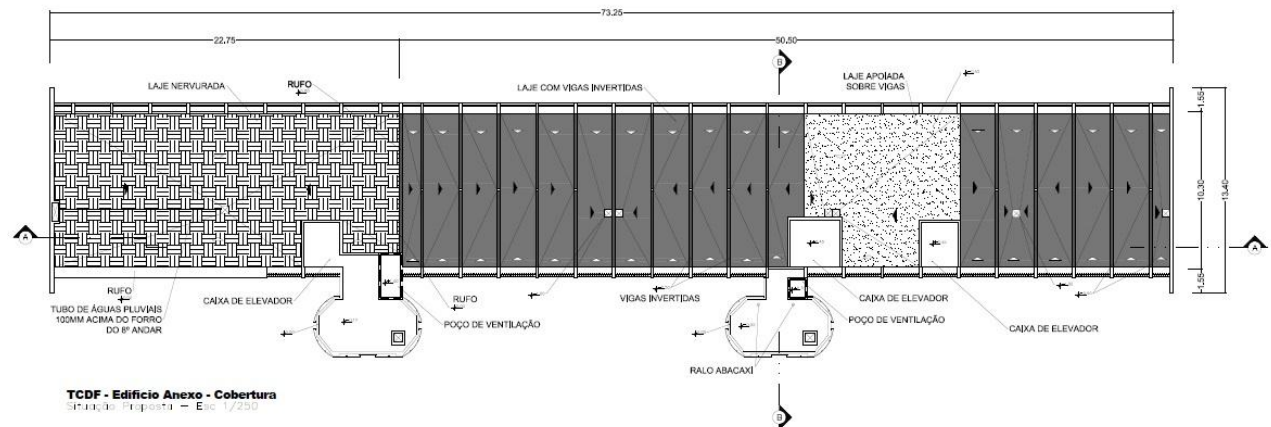 73.25
22.75
50.50
LAJE NERVURADA
RUFO
LAJE COM VIGAS INVERTIDAS
B
LAJE APOIADA
SOBRE VIGAS
1.55
10.30
13.40
1.55
A
A
RUFO
TUBO DE ÁGUAS PLUVIAIS
100MM ACIMA DO FORRO
DO 8º ANDAR
CAIXA DE ELEVADOR
RUFO
POÇO DE VENTILAÇÃO
VIGAS INVERTIDAS
CAIXA DE ELEVADOR
POÇO DE VENTILAÇÃO
CAIXA DE ELEVADOR
RALO ABACAXI
TCDF - Edifício Anexo - Cobertura
Situação Proposta – Esc 1/250
B